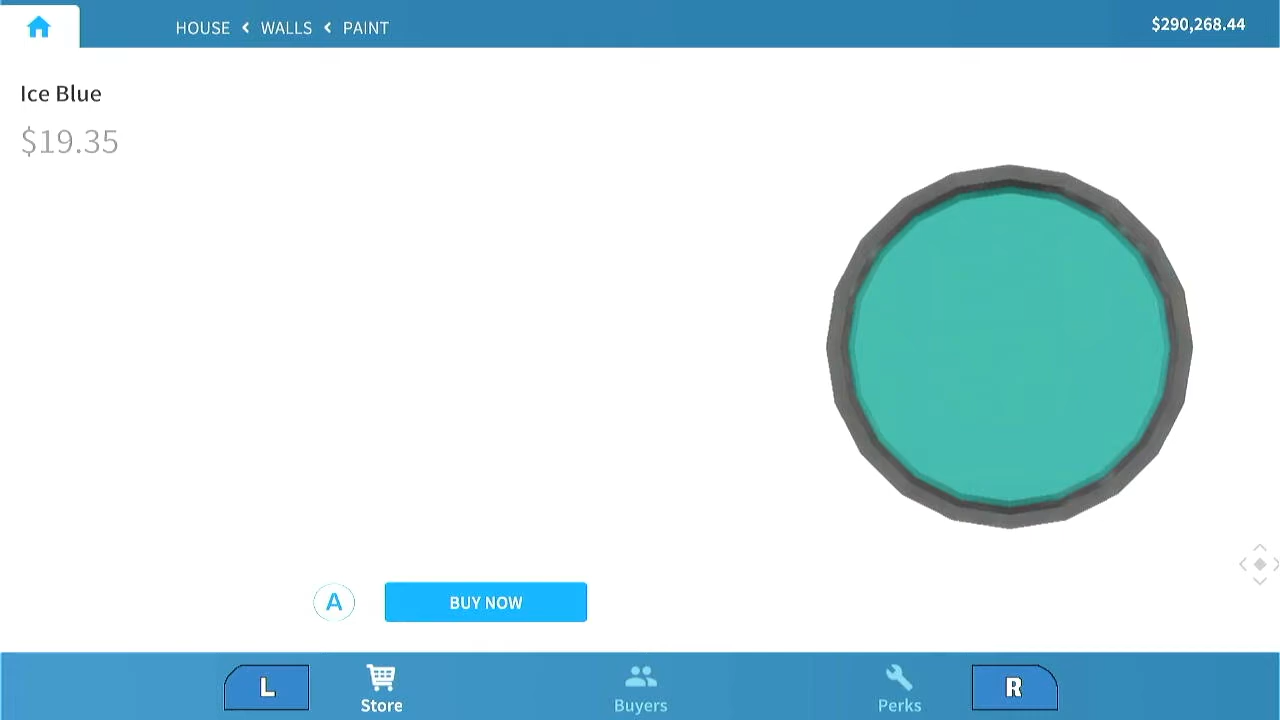 HOUSE < WALLS < PAINT
$290,268.44
Ice Blue
$19.35
A
BUY NOW
L
Store
Buyers
Perks
R